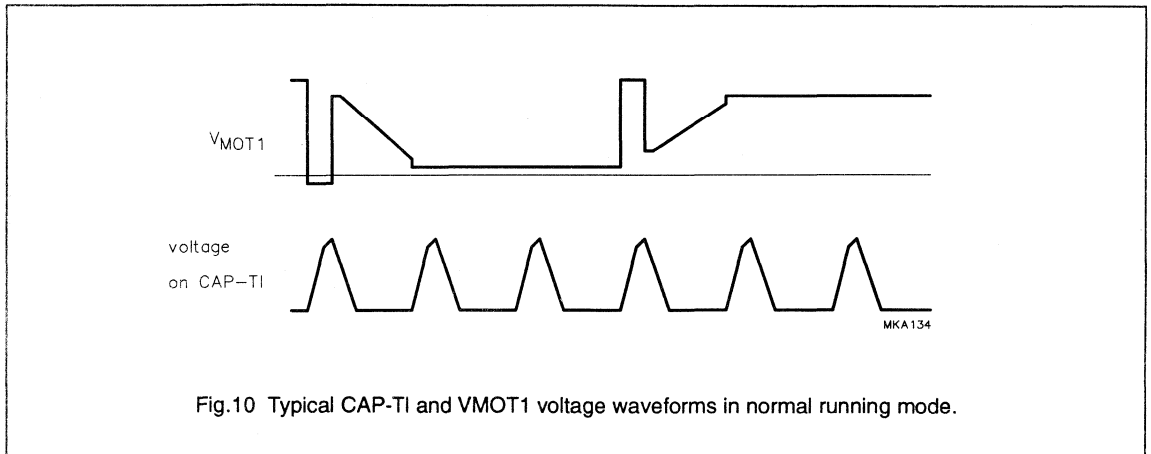 VMOT1
voltage
on CAP-TI
MKA134
Fig.10 Typical CAP-TI and VMOT1 voltage waveforms in normal running mode.